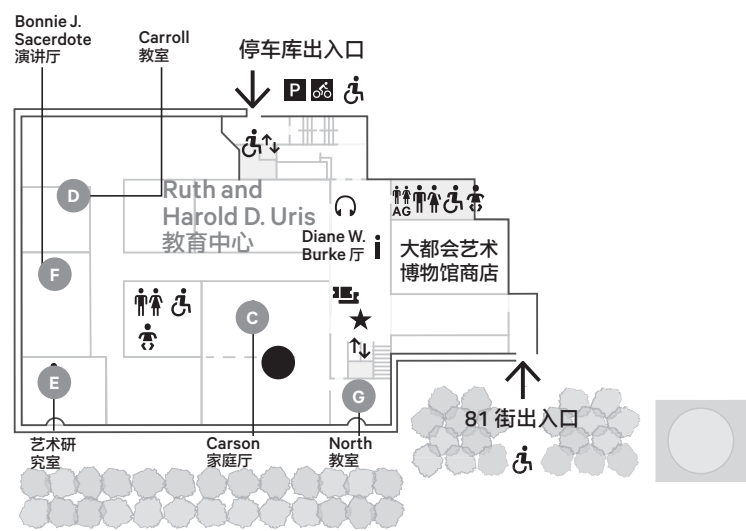 Bonnie J.
Sacerdote
演讲厅
Carroll
教室
停车库出入口
P
D
Ruth and
Harold D. Uris
教育中心
AG
Diane W.
Burke 厅
i
大都会艺术
博物馆商店
F
C
E
G
81 街出入口
艺术研
究室
Carson
家庭厅
North
教室